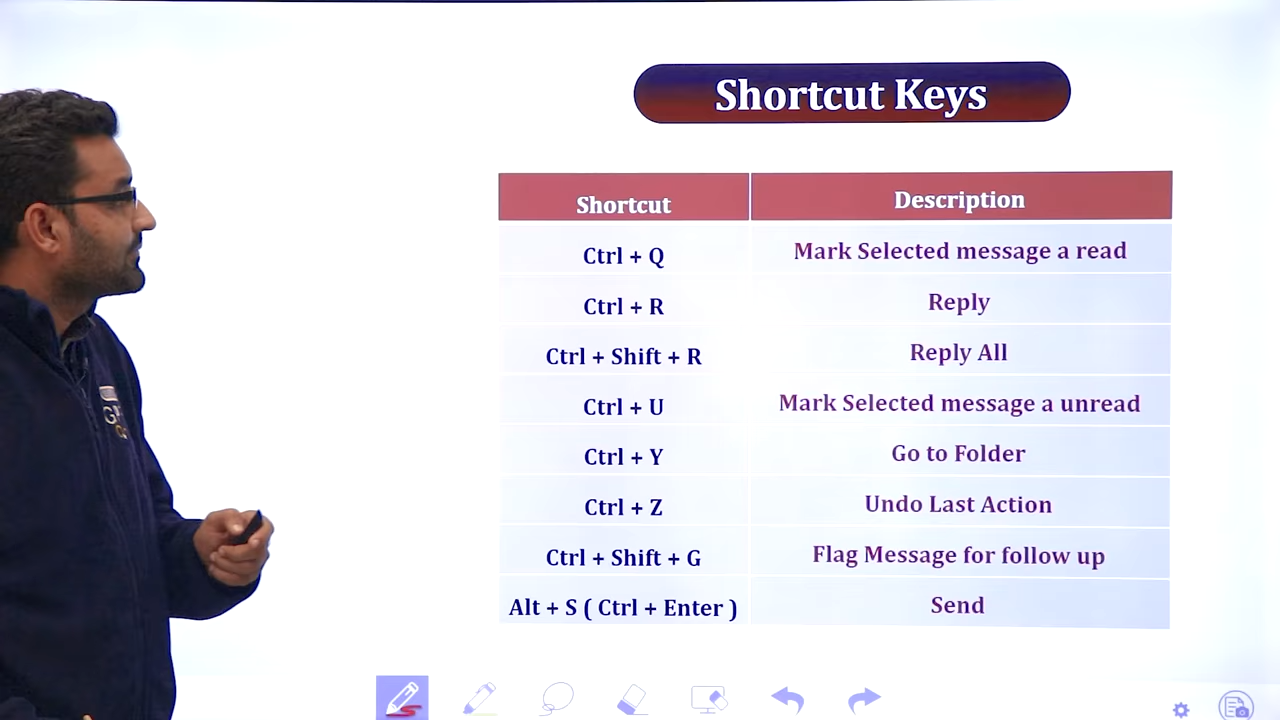 Shortcut Keys
Shortcut Description
Ctrl + Q Mark Selected message a read
Ctrl + R Reply
Ctrl + Shift + R Reply All
Ctrl + U Mark Selected message a unread
Ctrl + Y Go to Folder
Ctrl + Z Undo Last Action
Ctrl + Shift + G Flag Message for follow up
Alt + S ( Ctrl + Enter ) Send